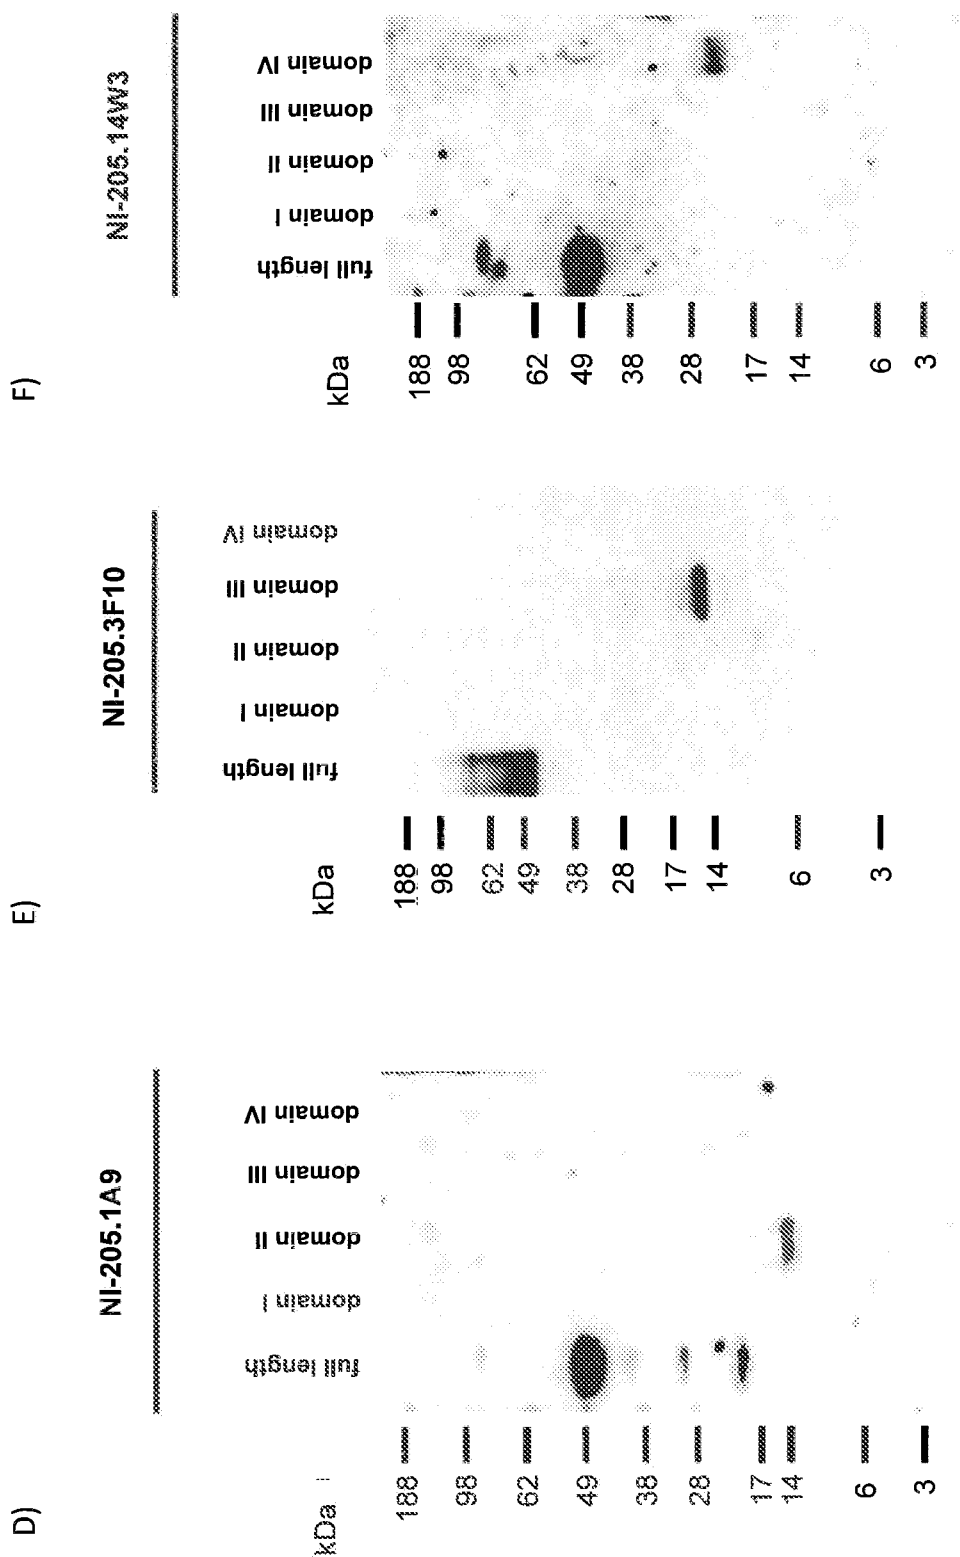 D)
NI-205.1A9
full length
domain I
domain II
domain III
domain IV
kDa
188
98
62
49
38
28
17
14
6
3
E)
NI-205.3F10
full length
domain I
domain II
domain III
domain IV
kDa
188
98
62
49
38
28
17
14
6
3
F)
NI-205.14W3
full length
domain I
domain II
domain III
domain IV
kDa
188
98
62
49
38
28
17
14
6
3